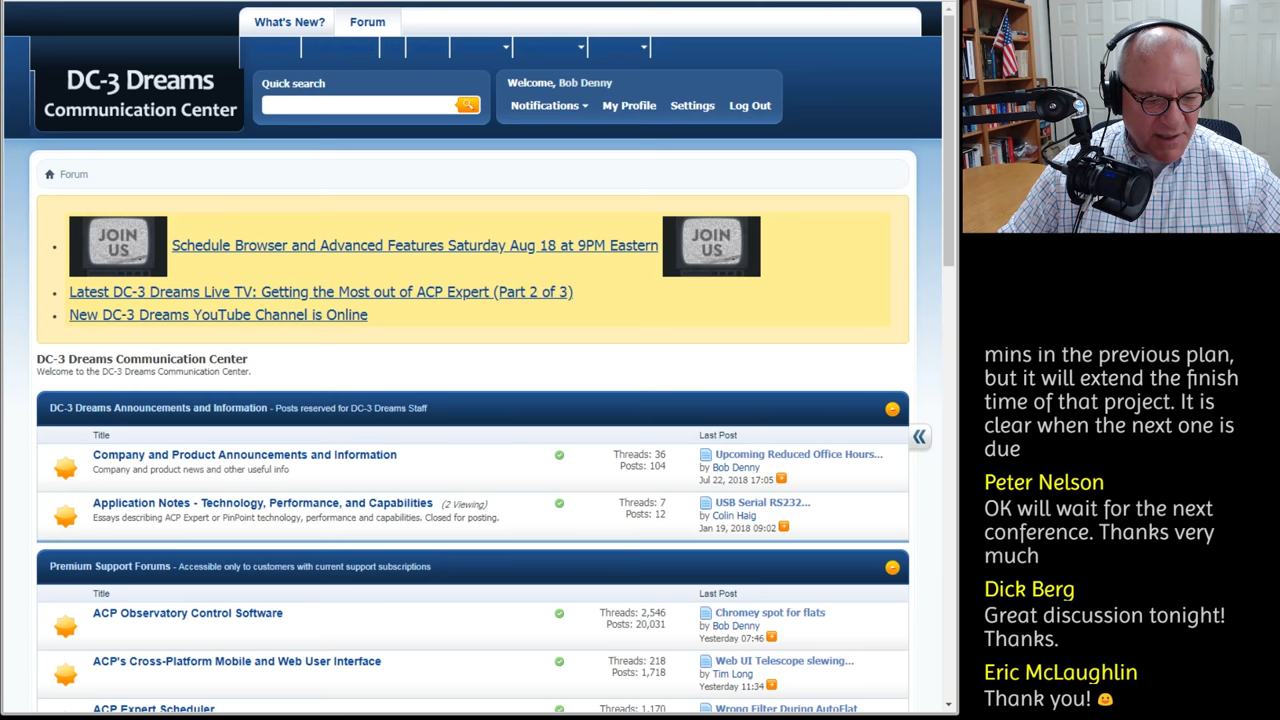 What's New?
Forum
DC-3 Dreams
Communication Center
Quick search
Welcome, Bob Denny
Notifications
My Profile
Settings
Log Out
Forum
JOIN
US
Schedule Browser and Advanced Features Saturday Aug 18 at 9PM Eastern
JOIN
US
Latest DC-3 Dreams Live TV: Getting the Most out of ACP Expert (Part 2 of 3)
New DC-3 Dreams YouTube Channel is Online
DC-3 Dreams Communication Center
Welcome to the DC-3 Dreams Communication Center.
DC-3 Dreams Announcements and Information - Posts reserved for DC-3 Dreams Staff
Title
Last Post
Company and Product Announcements and Information
Company and product news and other useful info
Threads: 36
Posts: 104
Upcoming Reduced Office Hours...
by Bob Denny
Jul 22, 2018 17:05
Application Notes - Technology, Performance, and Capabilities (2 Viewing)
Essays describing ACP Expert or PinPoint technology, performance and capabilities. Closed for posting.
Threads: 7
Posts: 12
USB Serial RS232...
by Colin Haig
Jan 19, 2018 09:02
Premium Support Forums - Accessible only to customers with current support subscriptions
Title
Last Post
ACP Observatory Control Software
Threads: 2,546
Posts: 20,031
Chromey spot for flats
by Bob Denny
Yesterday 07:46
ACP's Cross-Platform Mobile and Web User Interface
Threads: 218
Posts: 1,718
Web UI Telescope slewing...
by Tim Long
Yesterday 11:34
ACP Expert Scheduler
Threads: 1,170
Wrong Filter During AutoFlat
mins in the previous plan,
but it will extend the finish
time of that project. It is
clear when the next one is
due
Peter Nelson
OK will wait for the next
conference. Thanks very
much
Dick Berg
Great discussion tonight!
Thanks.
Eric McLaughlin
Thank you!